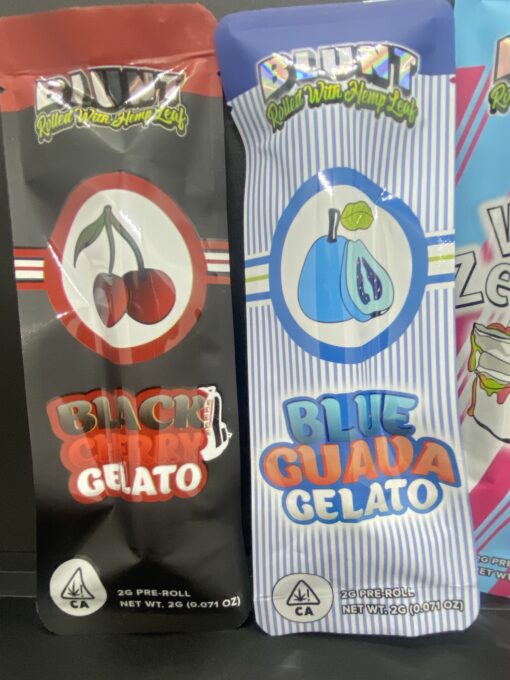 BLUNT
Rolled With Hemp Leaf
BLACK
CHERRY
GELATO
CA
2G PRE-ROLL
NET WT. 2G (0.071 OZ)
BLUNT
Rolled With Hemp Leaf
BLUE
GUAVA
GELATO
CA
2G PRE-ROLL
NET WT. 2G (0.071 OZ)